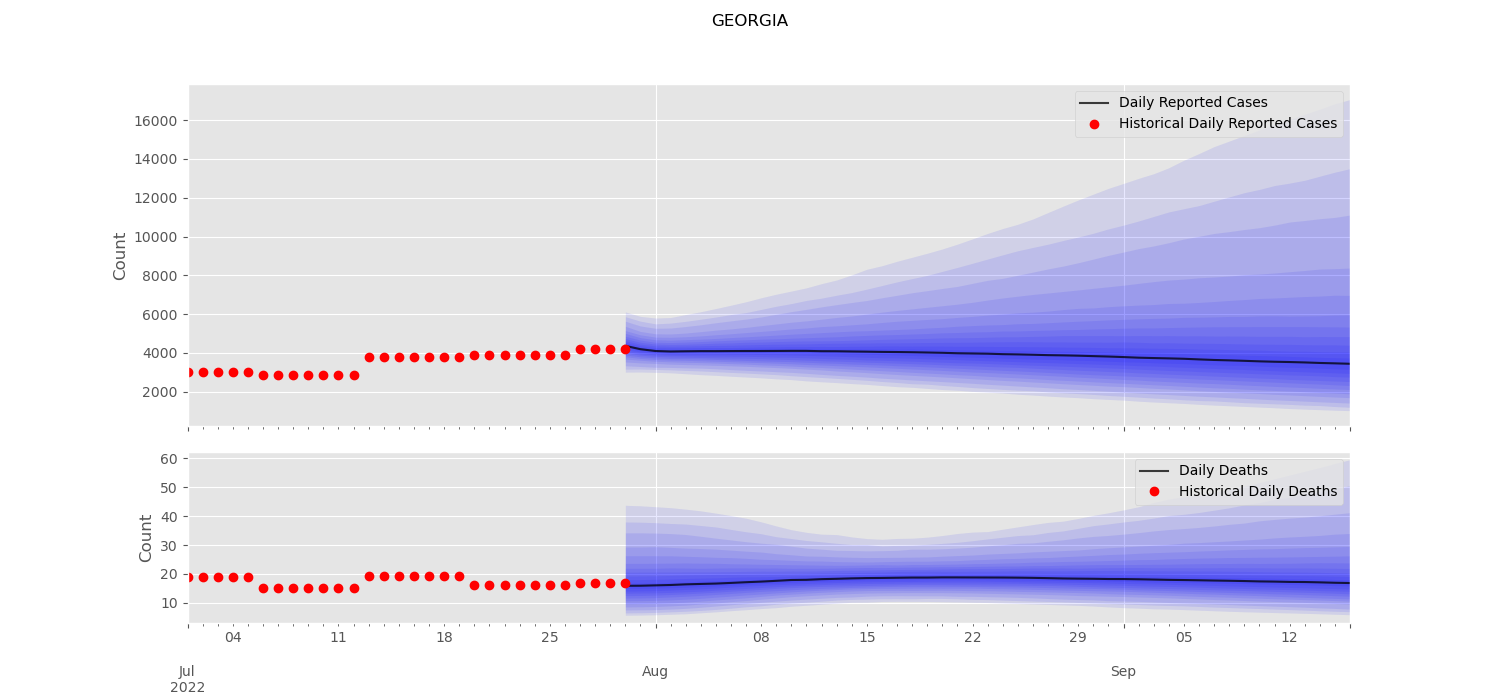 GEORGIA
Daily Reported Cases
Historical Daily Reported Cases
16000
14000
12000
10000
8000
6000
4000
2000
Count
Daily Deaths
Historical Daily Deaths
60
50
40
30
20
10
Count
04 11 18 25 08 15 22 29 05 12
Jul Aug Sep
2022